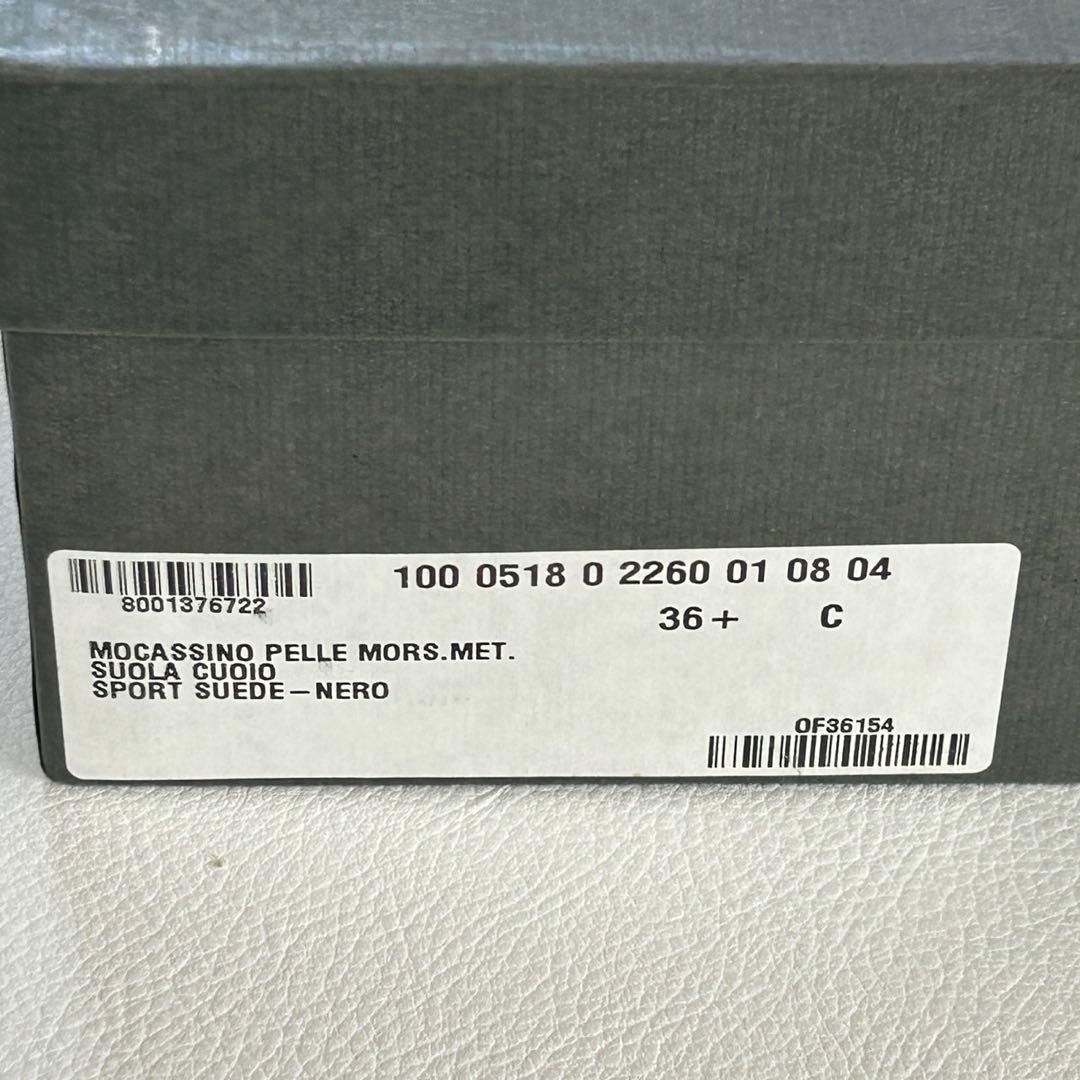 100 0518 0 2260 01 08 04
8001376722
36+ C
MOCASSINO PELLE MORS.MET.
SUOLA CUOIO
SPORT SUEDE-NERO
OF36154